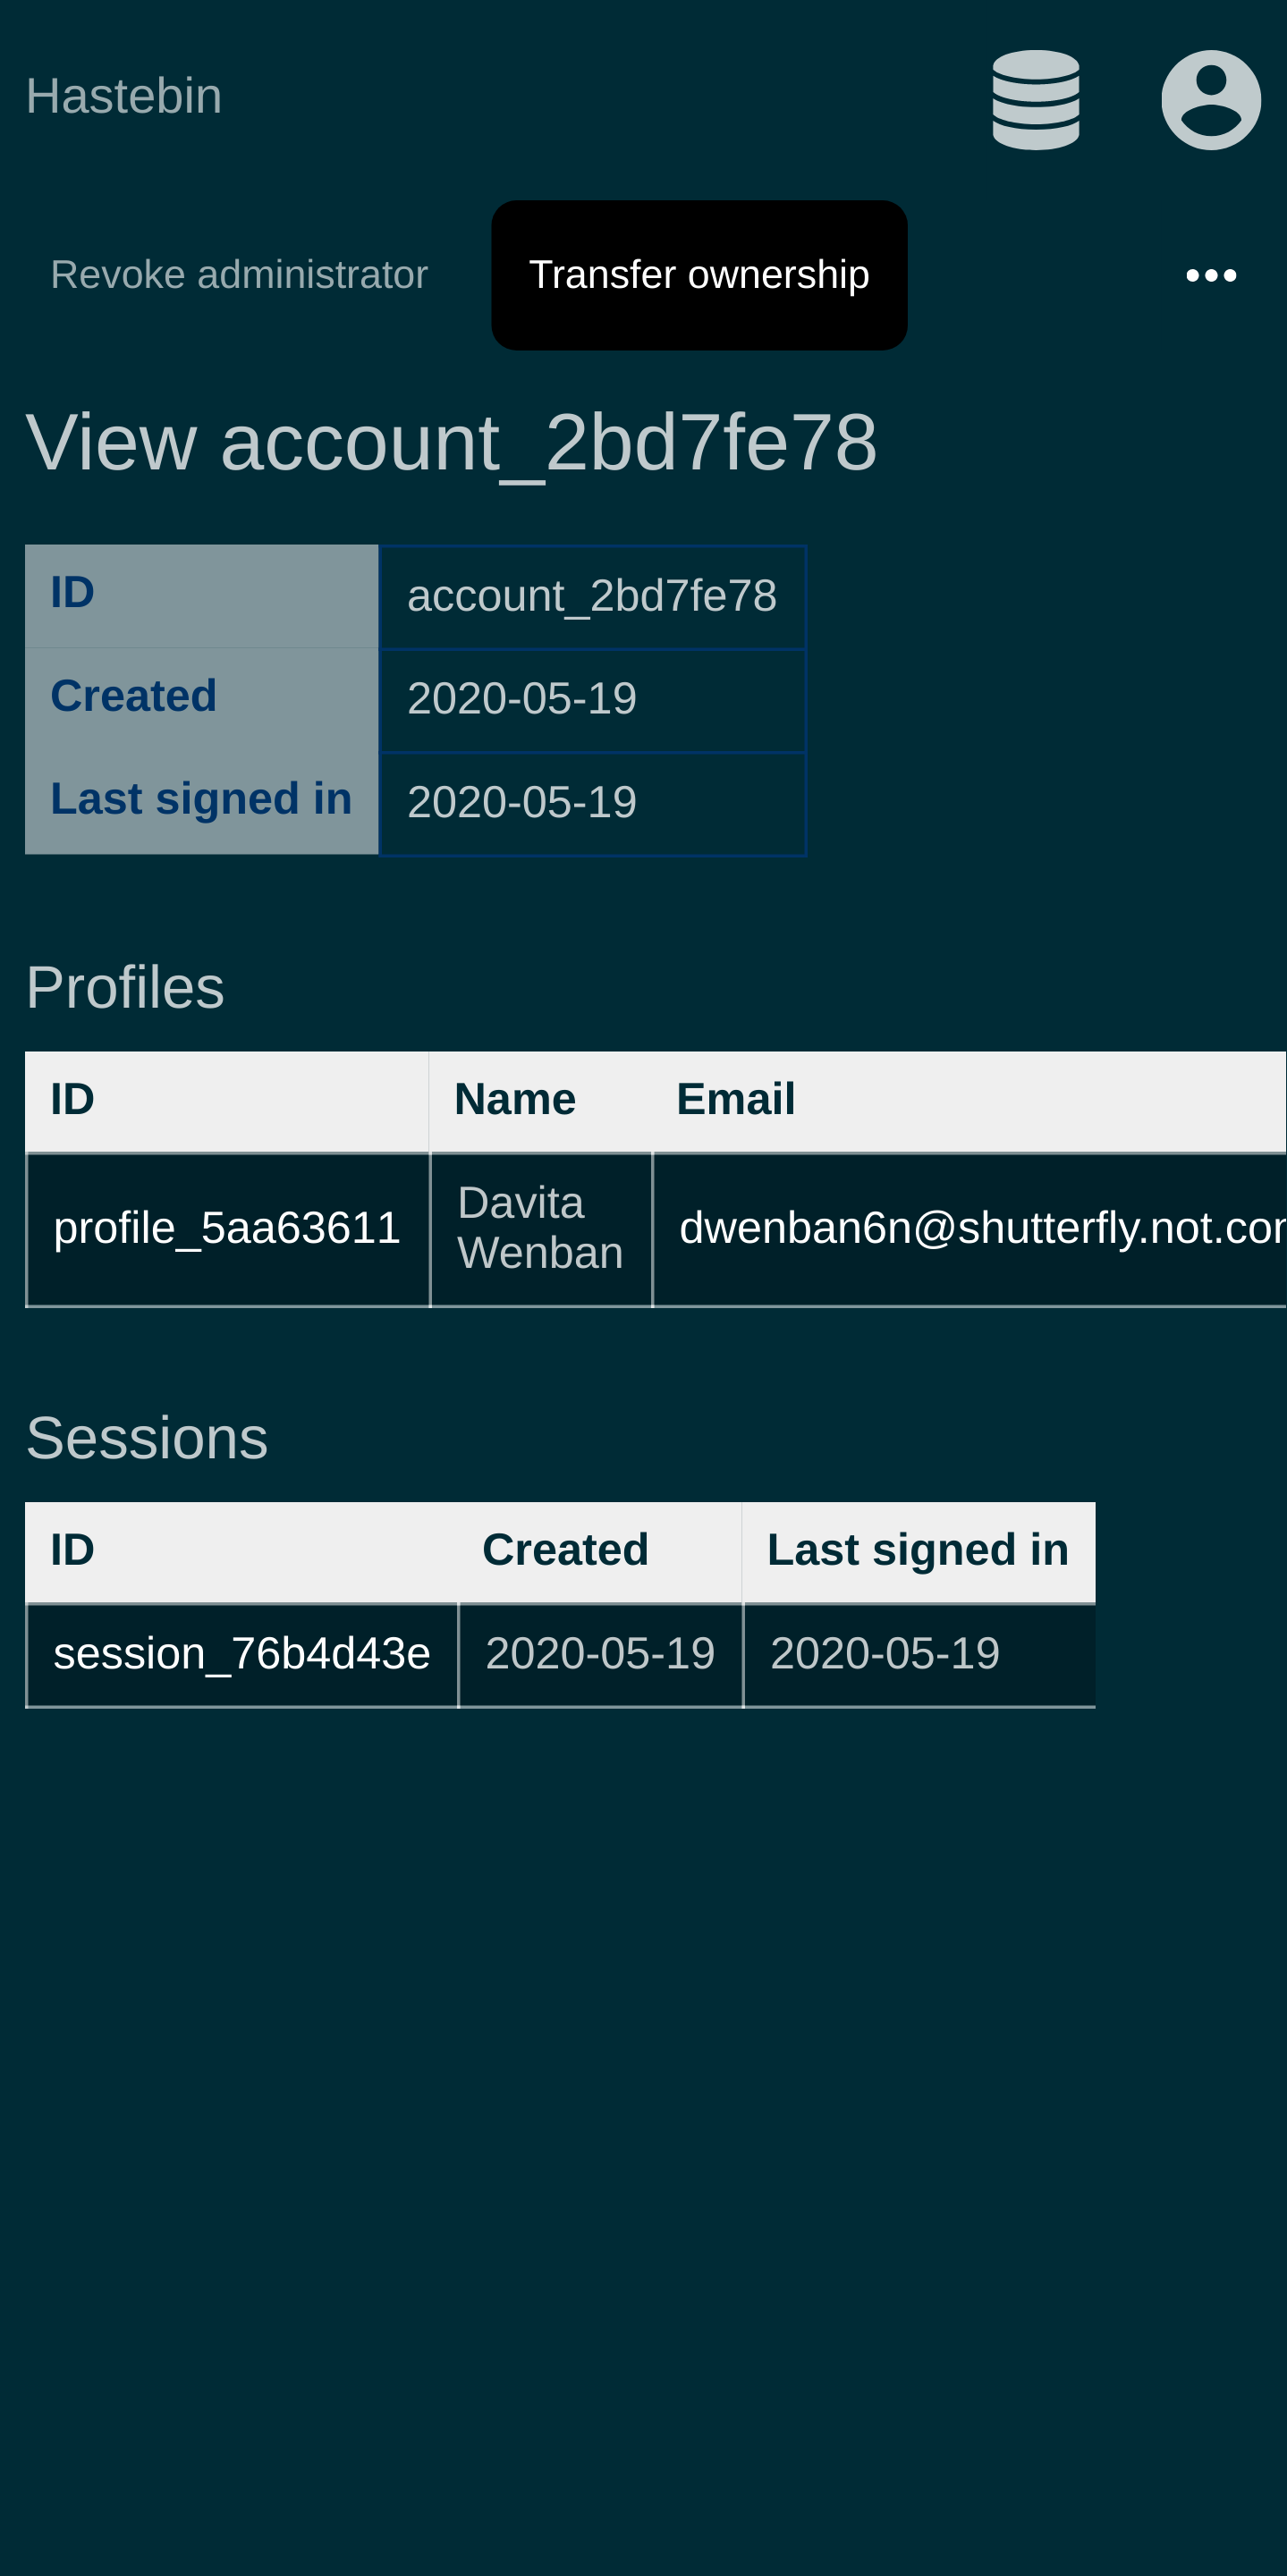 Hastebin
Revoke administrator Transfer ownership
View account_2bd7fe78
ID account_2bd7fe78
Created 2020-05-19
Last signed in 2020-05-19
Profiles
ID Name Email
profile_5aa63611 Davita Wenban dwenban6n@shutterfly.not.cor
Sessions
ID Created Last signed in
session_76b4d43e 2020-05-19 2020-05-19